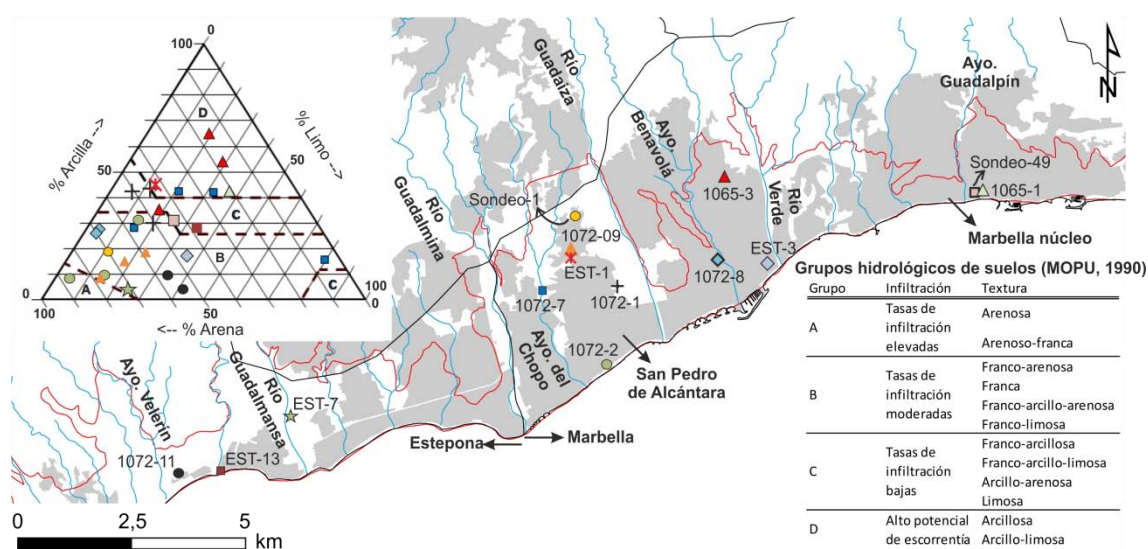 0
100
% Arcilla -->
% Limo -->
D
50
50
C
B
A
C
0
100
50
100
0
<-- % Arena
Río
Guadaiza
Río
Guadalmina
Ayo.
Benavolá
Río
Verde
Ayo.
Guadalpín
N
Sondeo-49
1065-1
1065-3
Marbella núcleo
Sondeo-1
1072-09
EST-1
EST-3
1072-8
1072-7
1072-1
Ayo. del
Chopo
1072-2
San Pedro
de Alcántara
Ayo. Velerín
Río
Guadalmansa
EST-7
Estepona
Marbella
1072-11
EST-13
0
2,5
5
km
Grupos hidrológicos de suelos (MOPU, 1990)
Grupo Infiltración Textura
A Tasas de infiltración elevadas Arenosa
Arenoso-franca
B Tasas de infiltración moderadas Franco-arenosa
Franca
Franco-arcillo-arenosa
Franco-limosa
C Tasas de infiltración bajas Franco-arcillosa
Franco-arcillo-limosa
Arcillo-arenosa
Limosa
D Alto potencial de escorrentía Arcillosa
Arcillo-limosa